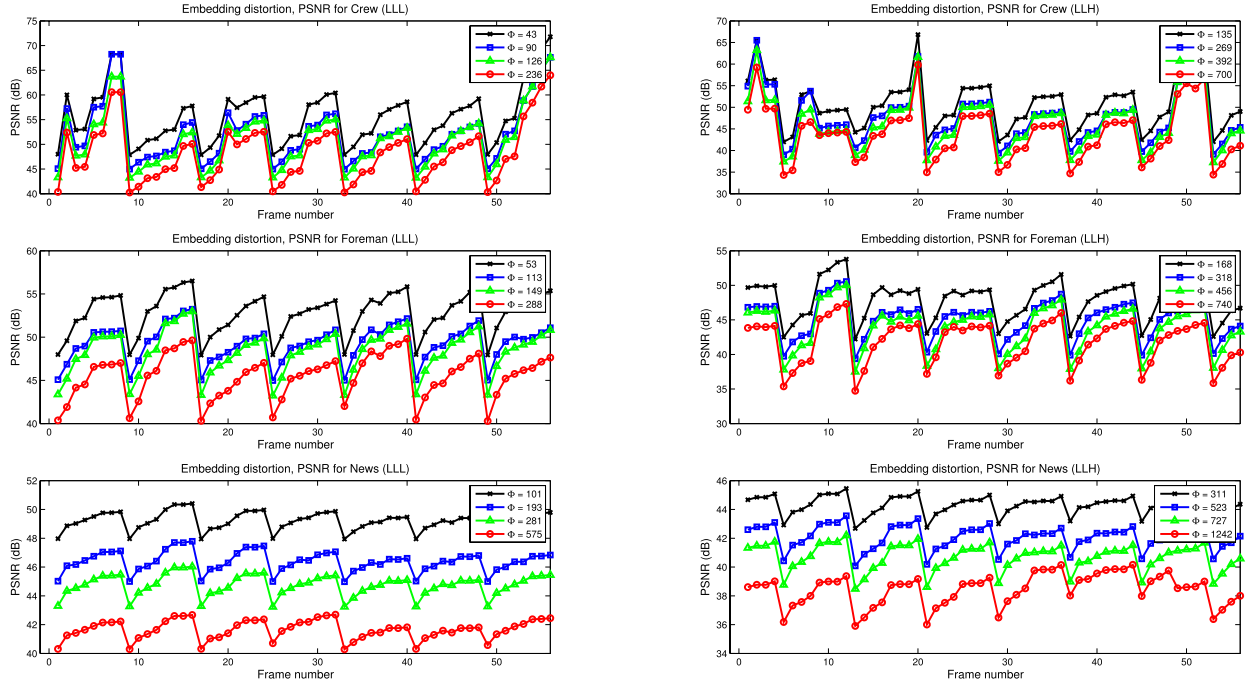 Embedding distortion, PSNR for Crew (LLL)
75
70
65
60
55
50
45
40
PSNR (dB)
0 10 20 30 40 50
Frame number
Φ = 43
Φ = 90
Φ = 126
Φ = 236
Embedding distortion, PSNR for Crew (LLH)
70
65
60
55
50
45
40
35
30
PSNR (dB)
0 10 20 30 40 50
Frame number
Φ = 135
Φ = 269
Φ = 392
Φ = 700
Embedding distortion, PSNR for Foreman (LLL)
60
55
50
45
40
PSNR (dB)
0 10 20 30 40 50
Frame number
Φ = 53
Φ = 113
Φ = 149
Φ = 288
Embedding distortion, PSNR for Foreman (LLH)
55
50
45
40
35
30
PSNR (dB)
0 10 20 30 40 50
Frame number
Φ = 168
Φ = 318
Φ = 456
Φ = 740
Embedding distortion, PSNR for News (LLL)
52
50
48
46
44
42
40
PSNR (dB)
0 10 20 30 40 50
Frame number
Φ = 101
Φ = 193
Φ = 281
Φ = 575
Embedding distortion, PSNR for News (LLH)
46
44
42
40
38
36
34
PSNR (dB)
0 10 20 30 40 50
Frame number
Φ = 311
Φ = 523
Φ = 727
Φ = 1242